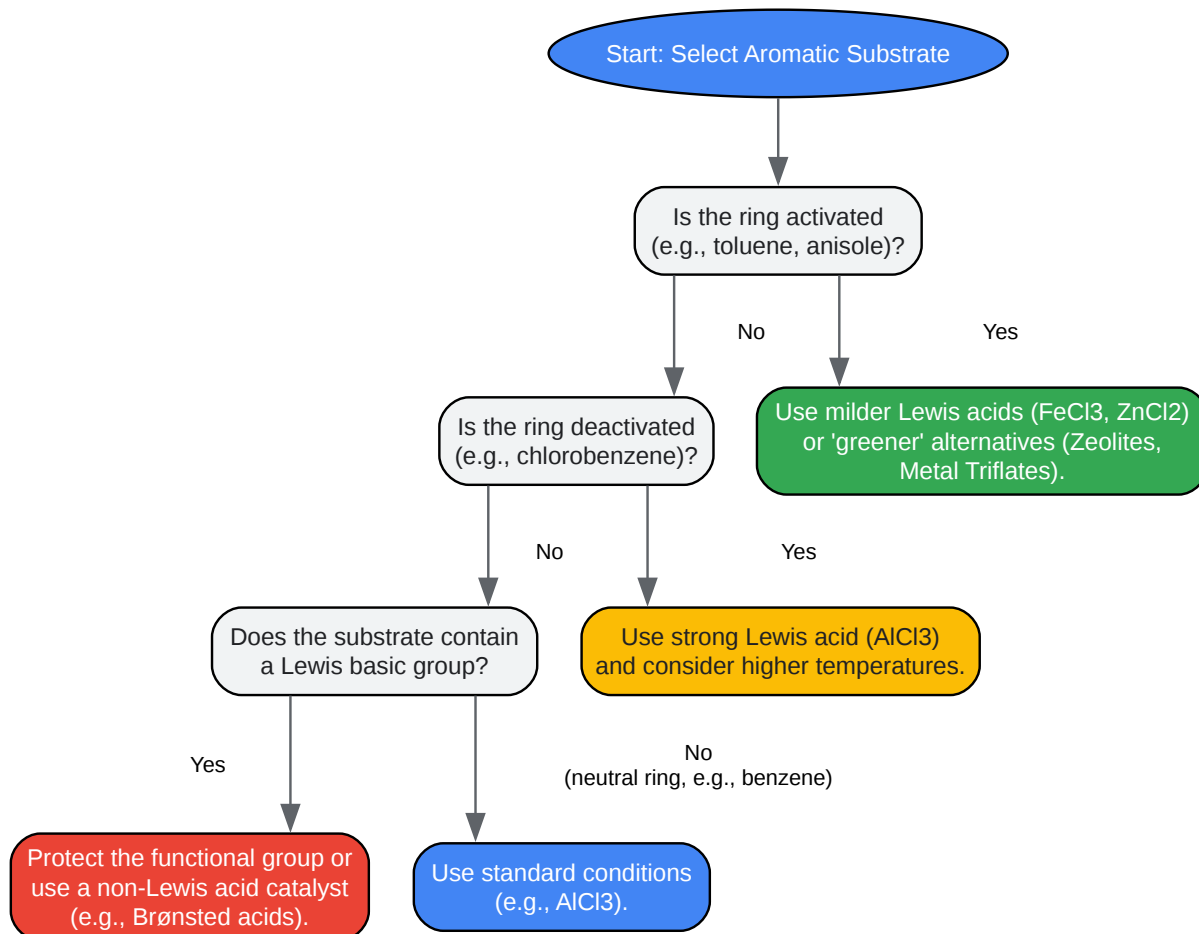 Start: Select Aromatic Substrate
Is the ring activated
(e.g., toluene, anisole)?
No
Yes
Use milder Lewis acids (FeCl3, ZnCl2)
or 'greener' alternatives (Zeolites,
Metal Triflates).
Is the ring deactivated
(e.g., chlorobenzene)?
No
Yes
Does the substrate contain
a Lewis basic group?
Use strong Lewis acid (AlCl3)
and consider higher temperatures.
Yes
No
(neutral ring, e.g., benzene)
Protect the functional group or
use a non-Lewis acid catalyst
(e.g., Brønsted acids).
Use standard conditions
(e.g., AlCl3).